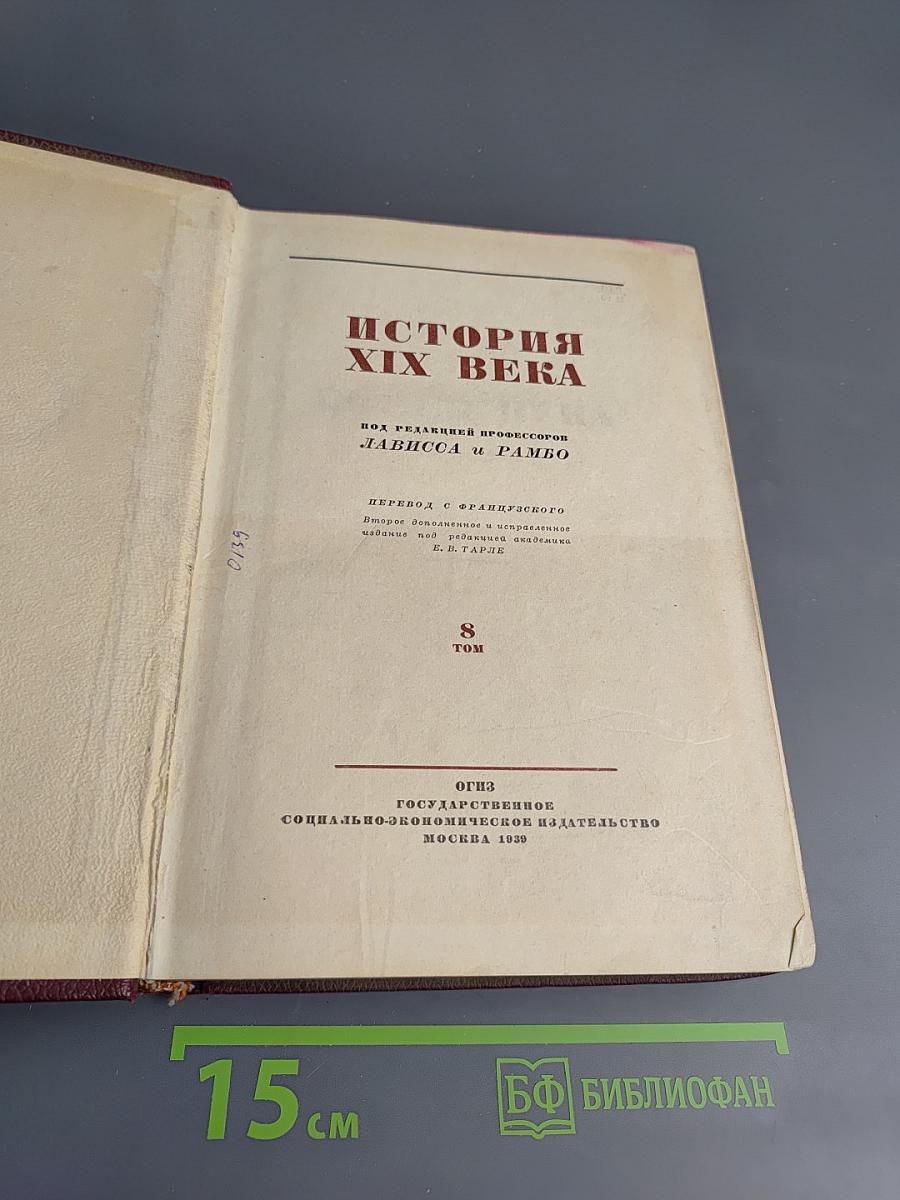 ИСТОРИЯ
XIX ВЕКА
ПОД РЕДАКЦИЕЙ ПРОФЕССОРОВ
ЛАВИССА и РАМБО
ПЕРЕВОД С ФРАНЦУЗСКОГО
Второе дополненное и исправленное
издание под редакцией академика
Е. В. ТАРЛЕ
0139
8
ТОМ
ОГИЗ
ГОСУДАРСТВЕННОЕ
СОЦИАЛЬНО-ЭКОНОМИЧЕСКОЕ ИЗДАТЕЛЬСТВО
МОСКВА 1939
15 см
БФ БИБЛИОФАН